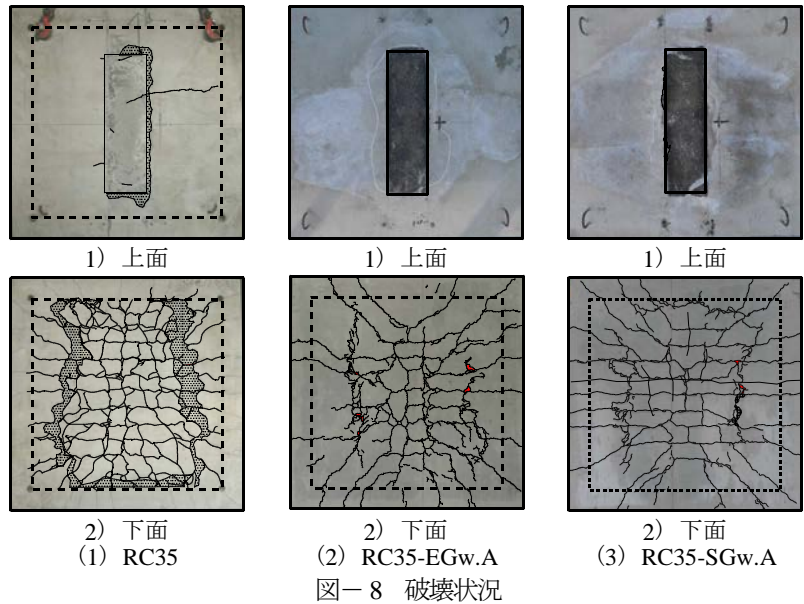 1）上面
1）上面
1）上面
2）下面
2）下面
2）下面
（1）RC35
（2）RC35-EGw.A
（3）RC35-SGw.A
図－8　破壊状況